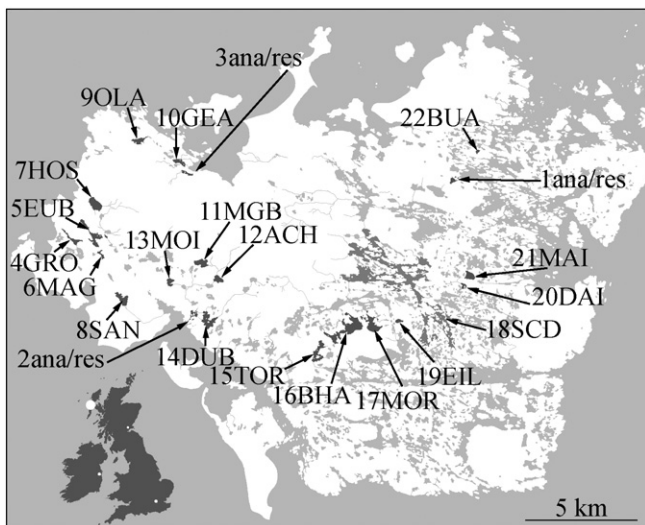 3ana/res
9OLA
10GEA
22BUA
7HOS
1ana/res
5EUB
11MGB
13MOI
12ACH
4GRO
21MAI
6MAG
20DAI
8SAN
18SCD
2ana/res
14DUB
15TOR
19EIL
16BHA
17MOR
5 km